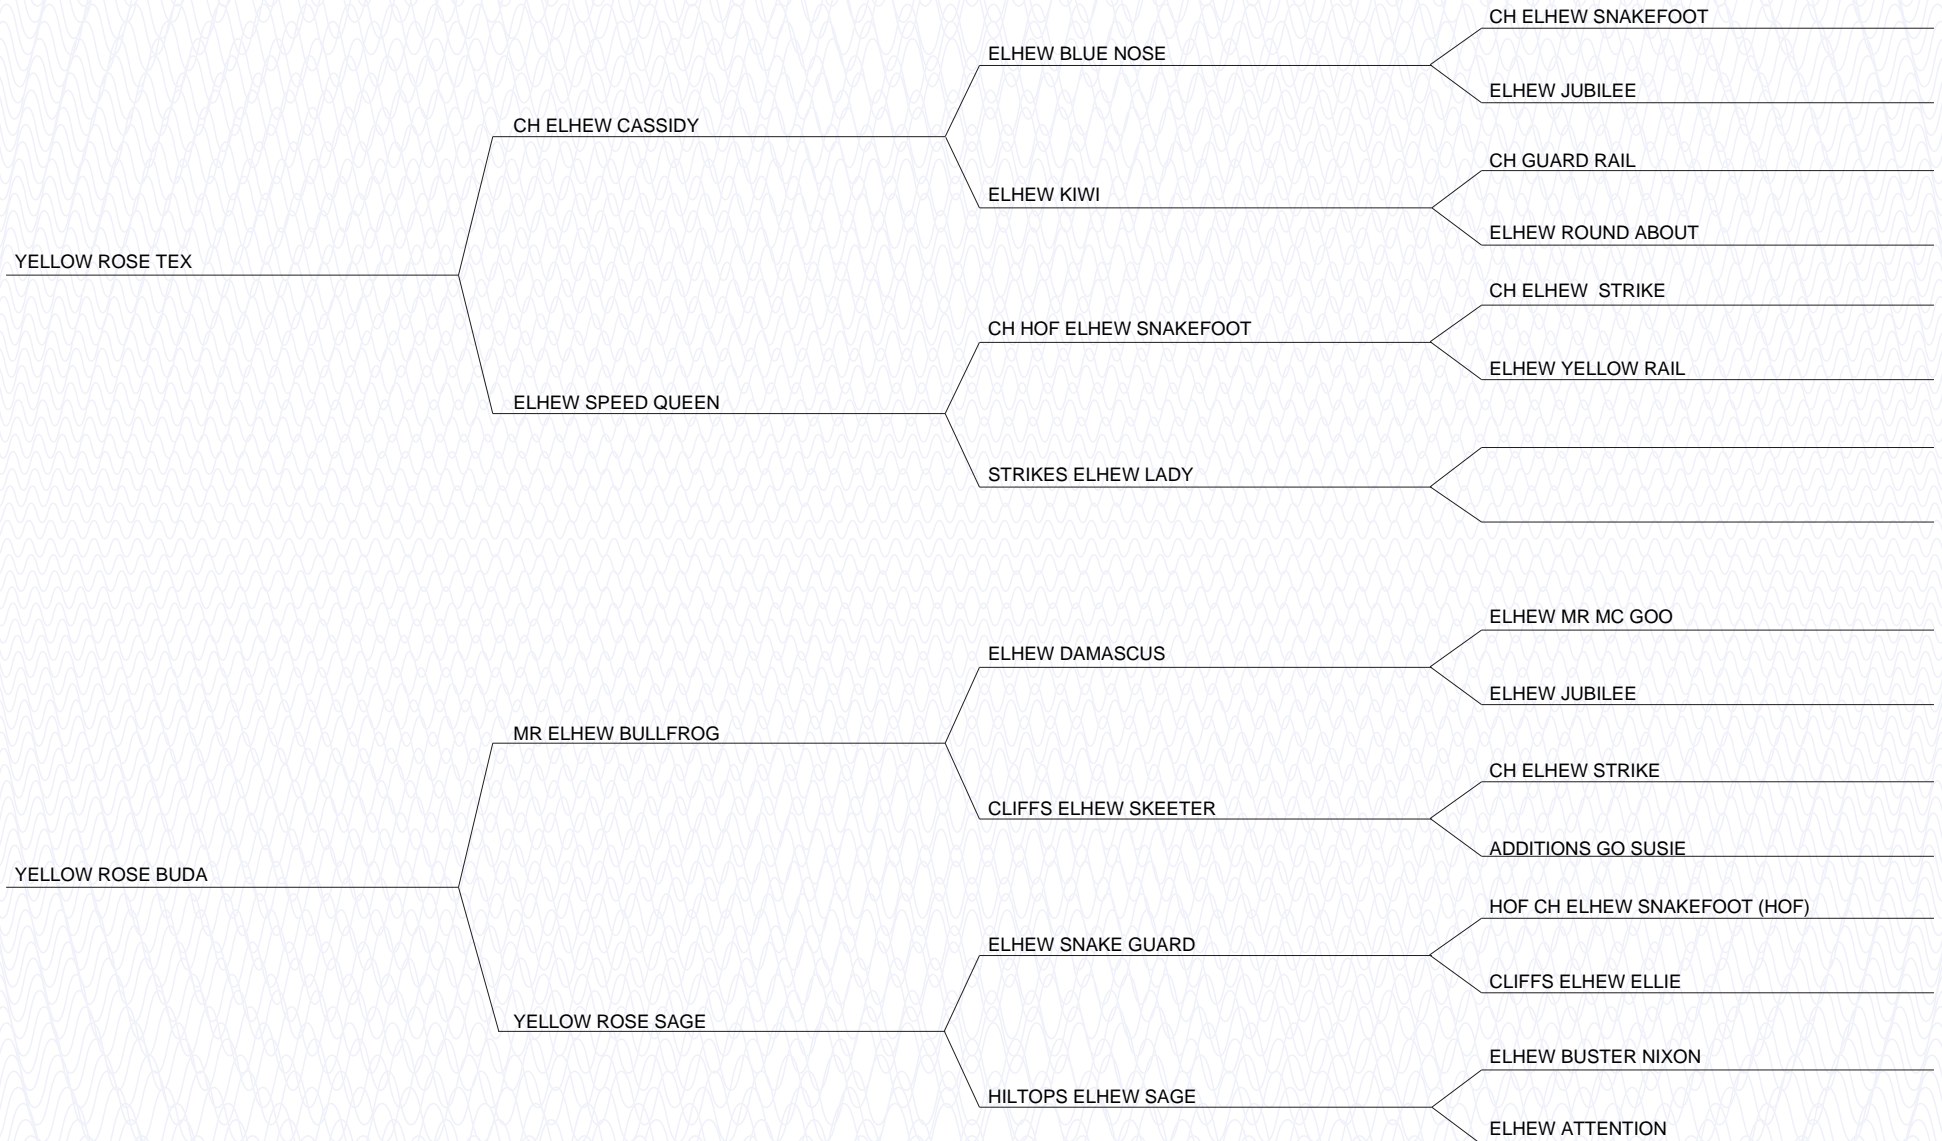 CH ELHEW SNAKEFOOT
ELHEW BLUE NOSE
ELHEW JUBILEE
CH ELHEW CASSIDY
CH GUARD RAIL
ELHEW KIWI
ELHEW ROUND ABOUT
YELLOW ROSE TEX
CH ELHEW  STRIKE
CH HOF ELHEW SNAKEFOOT
ELHEW YELLOW RAIL
ELHEW SPEED QUEEN
STRIKES ELHEW LADY
ELHEW MR MC GOO
ELHEW DAMASCUS
ELHEW JUBILEE
MR ELHEW BULLFROG
CH ELHEW STRIKE
CLIFFS ELHEW SKEETER
ADDITIONS GO SUSIE
YELLOW ROSE BUDA
HOF CH ELHEW SNAKEFOOT (HOF)
ELHEW SNAKE GUARD
CLIFFS ELHEW ELLIE
YELLOW ROSE SAGE
ELHEW BUSTER NIXON
HILTOPS ELHEW SAGE
ELHEW ATTENTION